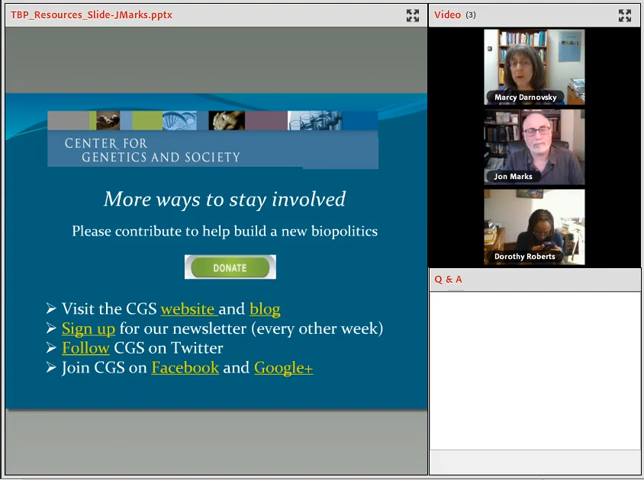 TBP_Resources_Slide-JMarks.pptx
Video (3)
Marcy Darnovsky
Jon Marks
Dorothy Roberts
Q & A
CENTER FOR
GENETICS AND SOCIETY
More ways to stay involved
Please contribute to help build a new biopolitics
DONATE
➢ Visit the CGS website and blog
➢ Sign up for our newsletter (every other week)
➢ Follow CGS on Twitter
➢ Join CGS on Facebook and Google+